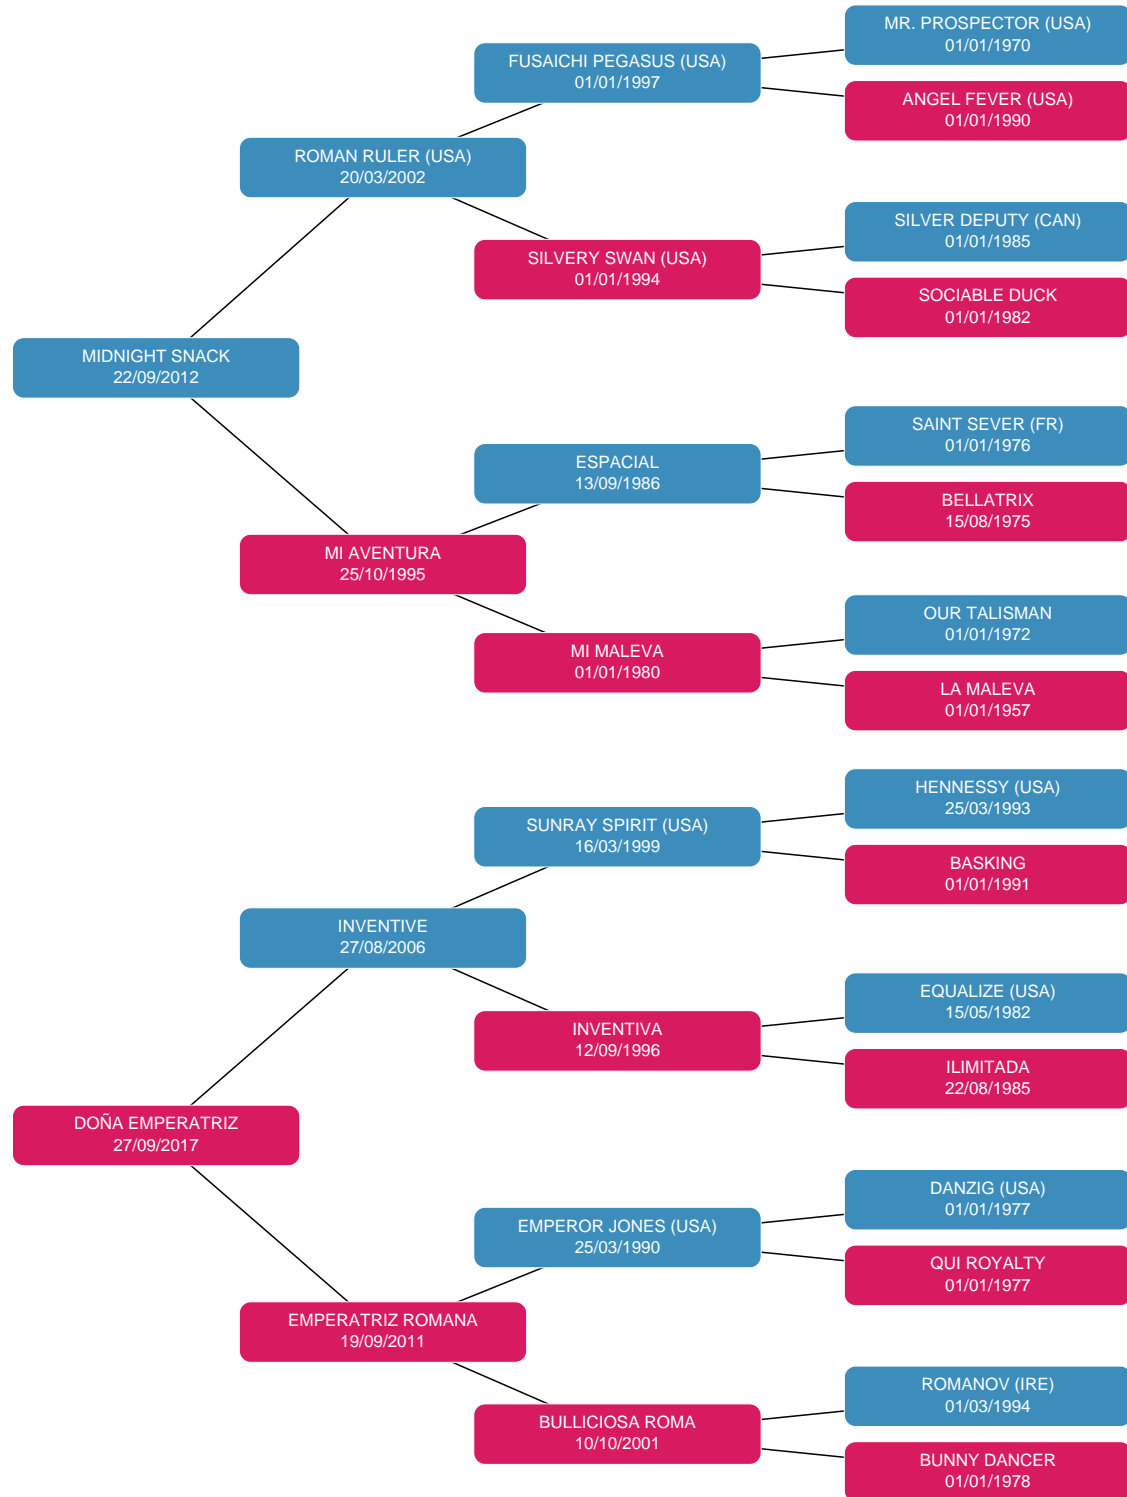 MR. PROSPECTOR (USA)
01/01/1970
FUSAICHI PEGASUS (USA)
01/01/1997
ANGEL FEVER (USA)
01/01/1990
ROMAN RULER (USA)
20/03/2002
SILVER DEPUTY (CAN)
01/01/1985
SILVERY SWAN (USA)
01/01/1994
SOCIABLE DUCK
01/01/1982
MIDNIGHT SNACK
22/09/2012
SAINT SEVER (FR)
01/01/1976
ESPACIAL
13/09/1986
BELLATRIX
15/08/1975
MI AVENTURA
25/10/1995
OUR TALISMAN
01/01/1972
MI MALEVA
01/01/1980
LA MALEVA
01/01/1957
HENNESSY (USA)
25/03/1993
SUNRAY SPIRIT (USA)
16/03/1999
BASKING
01/01/1991
INVENTIVE
27/08/2006
EQUALIZE (USA)
15/05/1982
INVENTIVA
12/09/1996
ILIMITADA
22/08/1985
DOÑA EMPERATRIZ
27/09/2017
DANZIG (USA)
01/01/1977
EMPEROR JONES (USA)
25/03/1990
QUI ROYALTY
01/01/1977
EMPERATRIZ ROMANA
19/09/2011
ROMANOV (IRE)
01/03/1994
BULLICIOSA ROMA
10/10/2001
BUNNY DANCER
01/01/1978